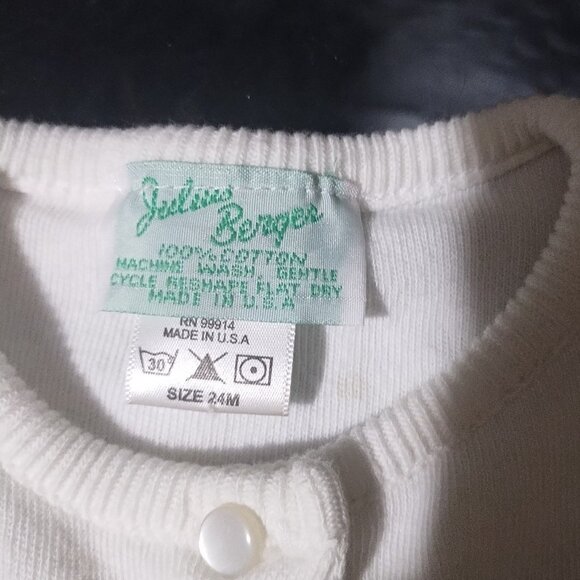 Julius
Berger
100% COTTON
MACHINE WASH, GENTLE
CYCLE, RESHAPE, FLAT DRY
MADE IN U.S.A
RN 99914
MADE IN U.S.A
30°
SIZE 24M